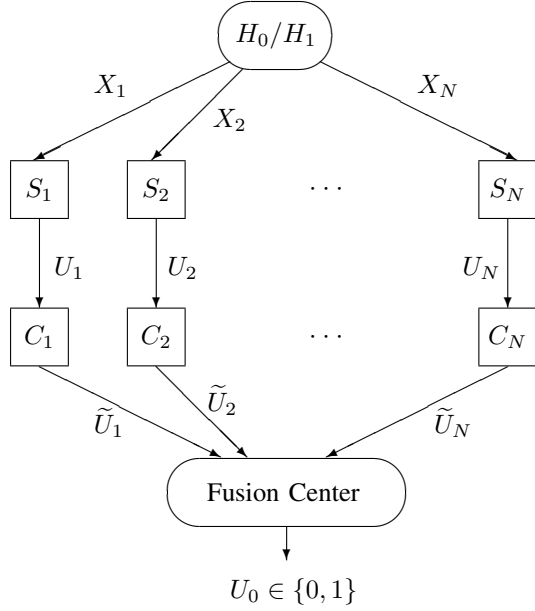 H_0/H_1
X_1 X_2 X_N
S_1 S_2 ... S_N
U_1 U_2 U_N
C_1 C_2 ... C_N
Ũ_1 Ũ_2 Ũ_N
Fusion Center
U_0 ∈ {0, 1}